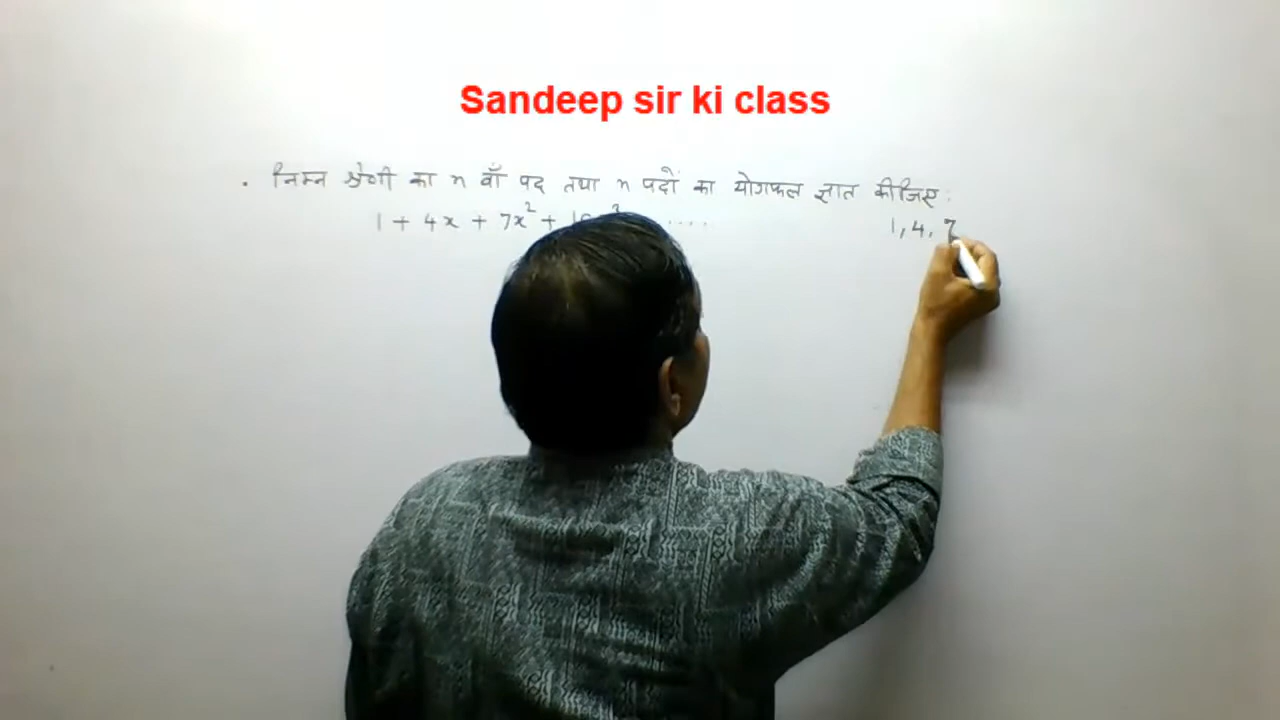 Sandeep sir ki class
. निम्न श्रेणी का n वाँ पद तथा n पदों का योगफल ज्ञात कीजिए:
1 + 4x + 7x² + .....
1, 4, 7